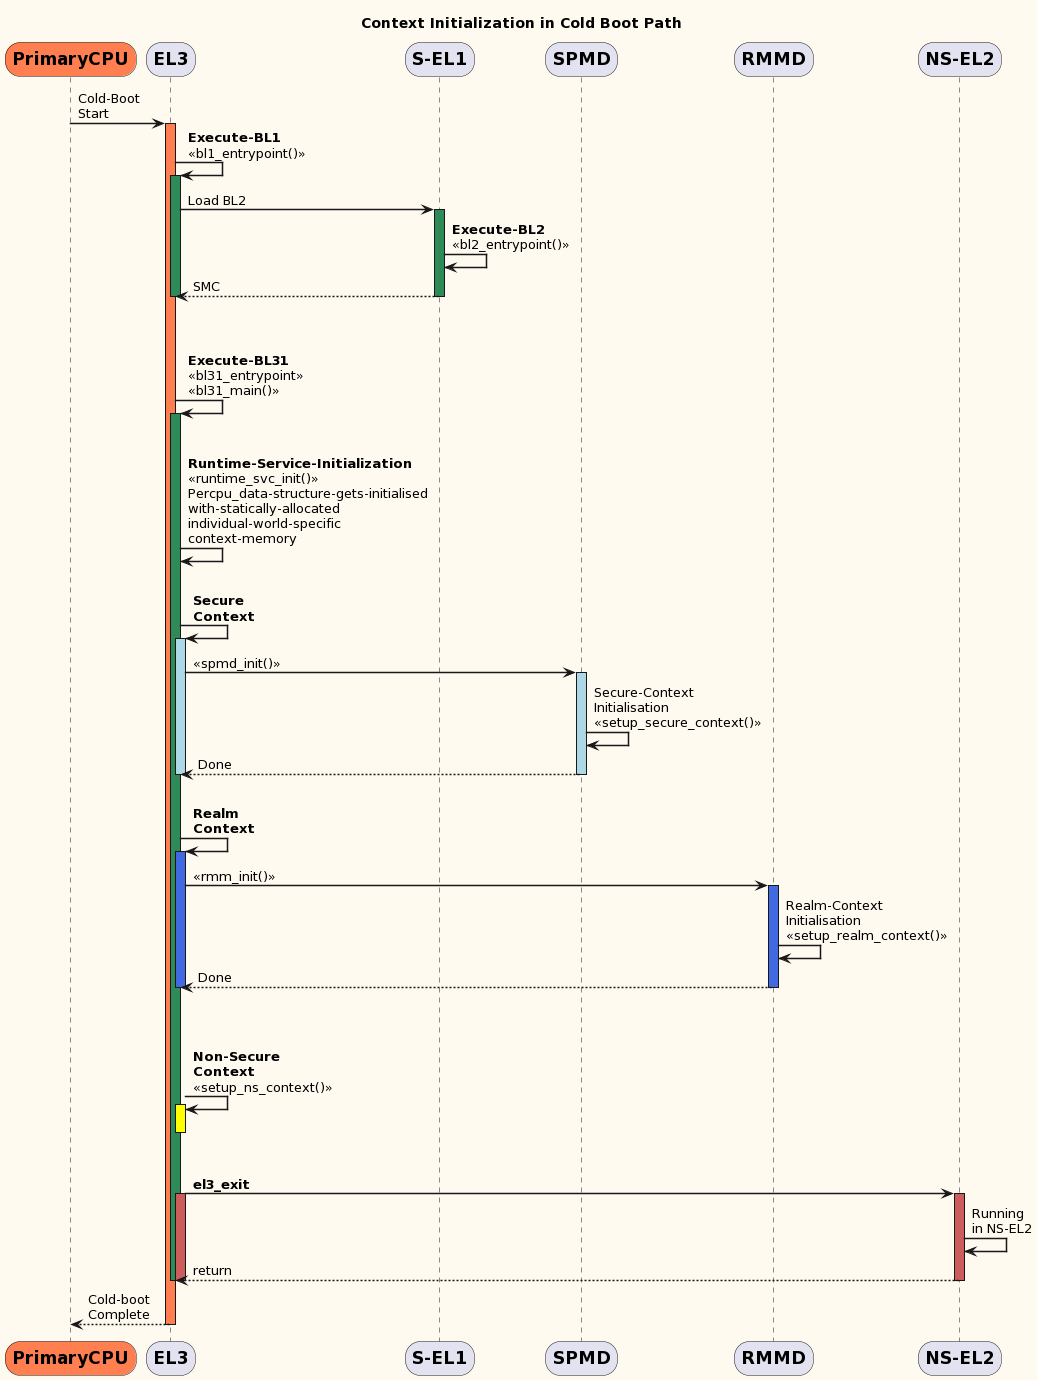 Context Initialization in Cold Boot Path
PrimaryCPU EL3 S-EL1 SPMD RMMD NS-EL2
Cold-Boot
Start
Execute-BL1
«bl1_entrypoint()»
Load BL2
Execute-BL2
«bl2_entrypoint()»
SMC
Execute-BL31
«bl31_entrypoint»
«bl31_main()»
Runtime-Service-Initialization
«runtime_svc_init()»
Percpu_data-structure-gets-initialised
with-statically-allocated
individual-world-specific
context-memory
Secure
Context
«spmd_init()»
Secure-Context
Initialisation
«setup_secure_context()»
Done
Realm
Context
«rmm_init()»
Realm-Context
Initialisation
«setup_realm_context()»
Done
Non-Secure
Context
«setup_ns_context()»
el3_exit
Running
in NS-EL2
return
Cold-boot
Complete
PrimaryCPU EL3 S-EL1 SPMD RMMD NS-EL2